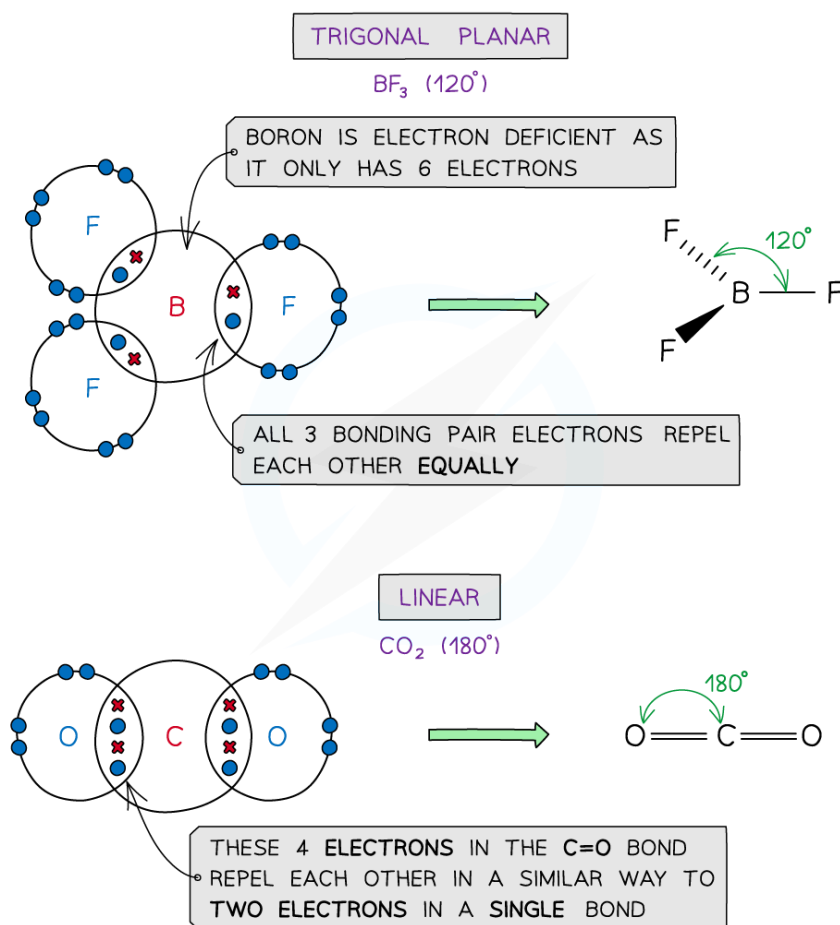 TRIGONAL PLANAR
BF₃ (120°)
BORON IS ELECTRON DEFICIENT AS
IT ONLY HAS 6 ELECTRONS
F
B
F
F
F
120°
B
F
F
ALL 3 BONDING PAIR ELECTRONS REPEL
EACH OTHER EQUALLY
LINEAR
CO₂ (180°)
O
C
O
180°
O
C
O
THESE 4 ELECTRONS IN THE C=O BOND
REPEL EACH OTHER IN A SIMILAR WAY TO
TWO ELECTRONS IN A SINGLE BOND